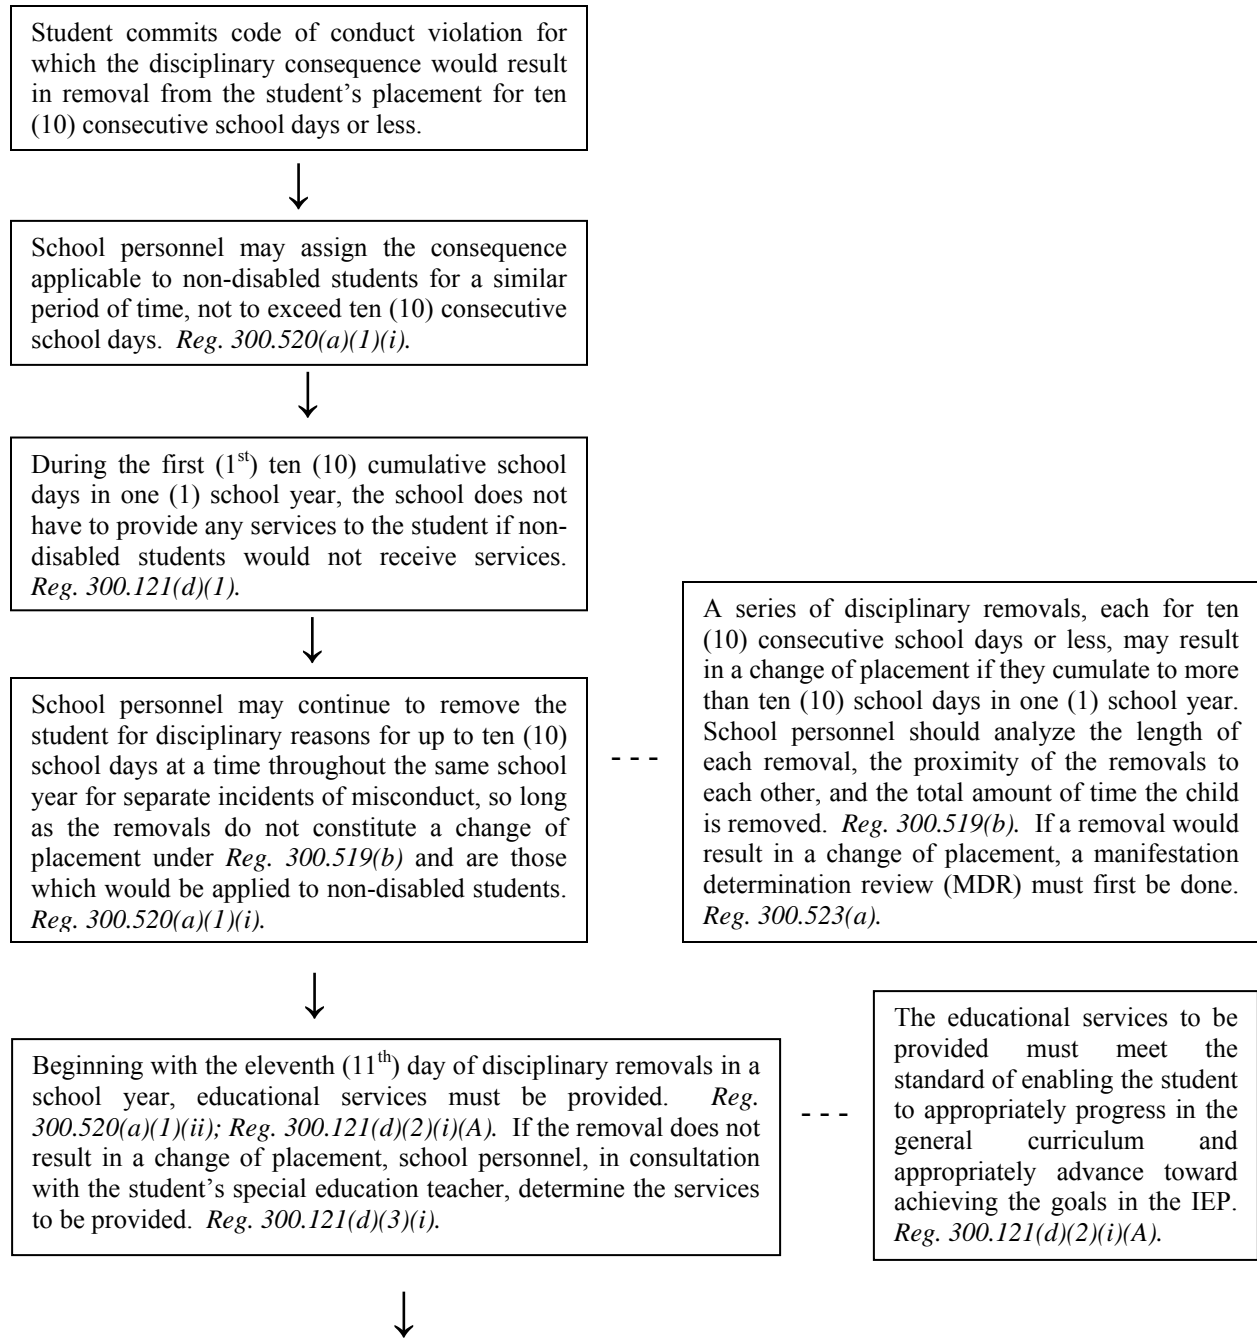 Student commits code of conduct violation for
which the disciplinary consequence would result
in removal from the student’s placement for ten
(10) consecutive school days or less.
↓
School personnel may assign the consequence
applicable to non-disabled students for a similar
period of time, not to exceed ten (10) consecutive
school days. Reg. 300.520(a)(1)(i).
↓
During the first (1st) ten (10) cumulative school
days in one (1) school year, the school does not
have to provide any services to the student if non-
disabled students would not receive services.
Reg. 300.121(d)(1).
↓
School personnel may continue to remove the
student for disciplinary reasons for up to ten (10)
school days at a time throughout the same school
year for separate incidents of misconduct, so long
as the removals do not constitute a change of
placement under Reg. 300.519(b) and are those
which would be applied to non-disabled students.
Reg. 300.520(a)(1)(i).
- - -
A series of disciplinary removals, each for ten
(10) consecutive school days or less, may result
in a change of placement if they cumulate to more
than ten (10) school days in one (1) school year.
School personnel should analyze the length of
each removal, the proximity of the removals to
each other, and the total amount of time the child
is removed. Reg. 300.519(b). If a removal would
result in a change of placement, a manifestation
determination review (MDR) must first be done.
Reg. 300.523(a).
↓
Beginning with the eleventh (11th) day of disciplinary removals in a
school year, educational services must be provided. Reg.
300.520(a)(1)(ii); Reg. 300.121(d)(2)(i)(A). If the removal does not
result in a change of placement, school personnel, in consultation
with the student’s special education teacher, determine the services
to be provided. Reg. 300.121(d)(3)(i).
- - -
The educational services to be
provided must meet the
standard of enabling the student
to appropriately progress in the
general curriculum and
appropriately advance toward
achieving the goals in the IEP.
Reg. 300.121(d)(2)(i)(A).
↓